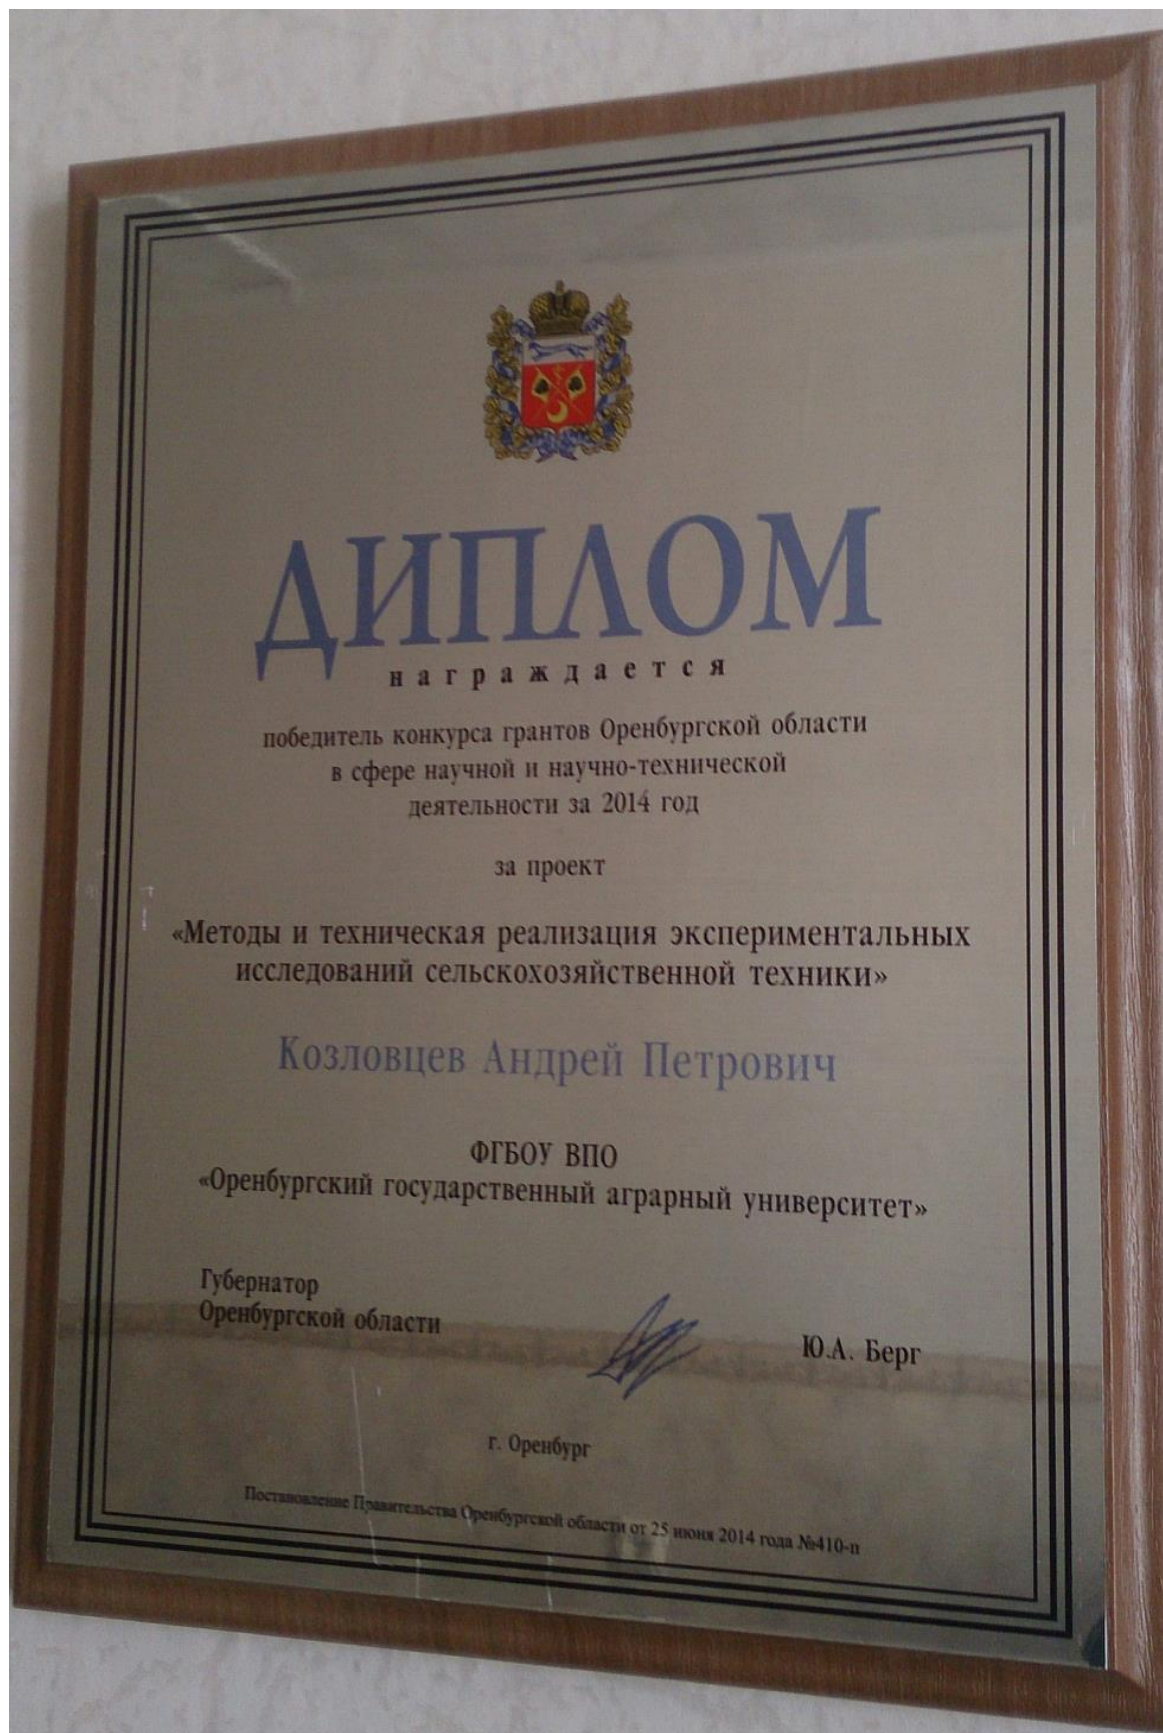 ДИПЛОМ
награждается
победитель конкурса грантов Оренбургской области
в сфере научной и научно-технической
деятельности за 2014 год
за проект
«Методы и техническая реализация экспериментальных
исследований сельскохозяйственной техники»
Козловцев Андрей Петрович
ФГБОУ ВПО
«Оренбургский государственный аграрный университет»
Губернатор
Оренбургской области
Ю.А. Берг
г. Оренбург
Постановление Правительства Оренбургской области от 25 июня 2014 года №410-п